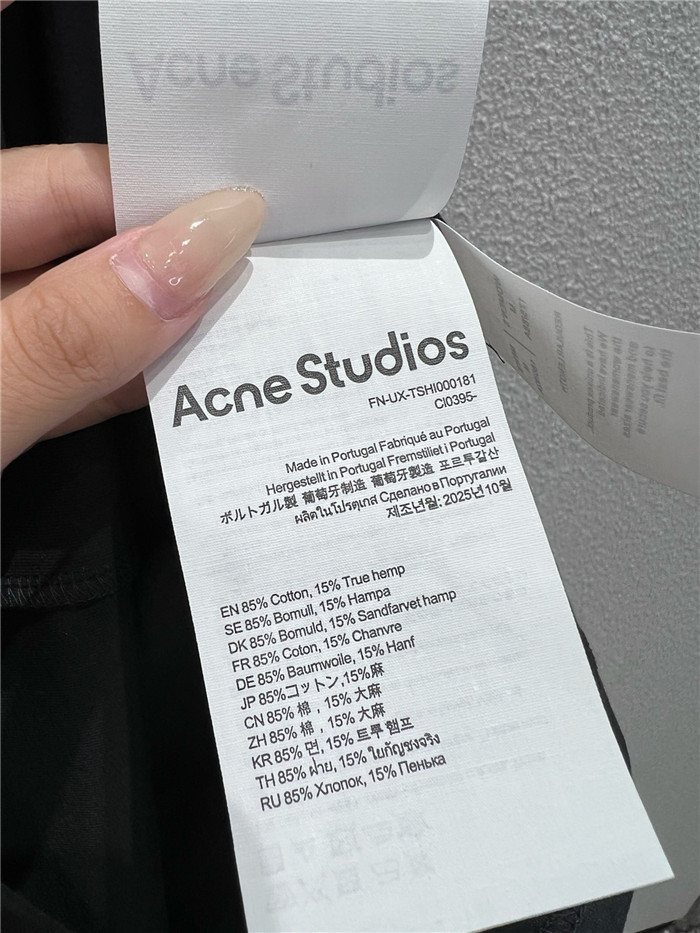 Acne Studios
Acne Studios
FN-UX-TSHI000181
CI0395-
Made in Portugal Fabriqué au Portugal
Hergestellt in Portugal Fremstillet i Portugal
ポルトガル製 葡萄牙制造 葡萄牙製造 포르투갈산
ผลิตในโปรตุเกส Сделано в Португалии
제조년월: 2025년 10월
EN 85% Cotton, 15% True hemp
SE 85% Bomull, 15% Hampa
DK 85% Bomuld, 15% Sandfarvet hamp
FR 85% Coton, 15% Chanvre
DE 85% Baumwoile, 15% Hanf
JP 85%コットン,15%麻
CN 85% 棉，15% 大麻
ZH 85% 棉，15% 大麻
KR 85% 면, 15% 트루 햄프
TH 85% ฝ้าย, 15% ใยกัญชงจริง
RU 85% Хлопок, 15% Пенька